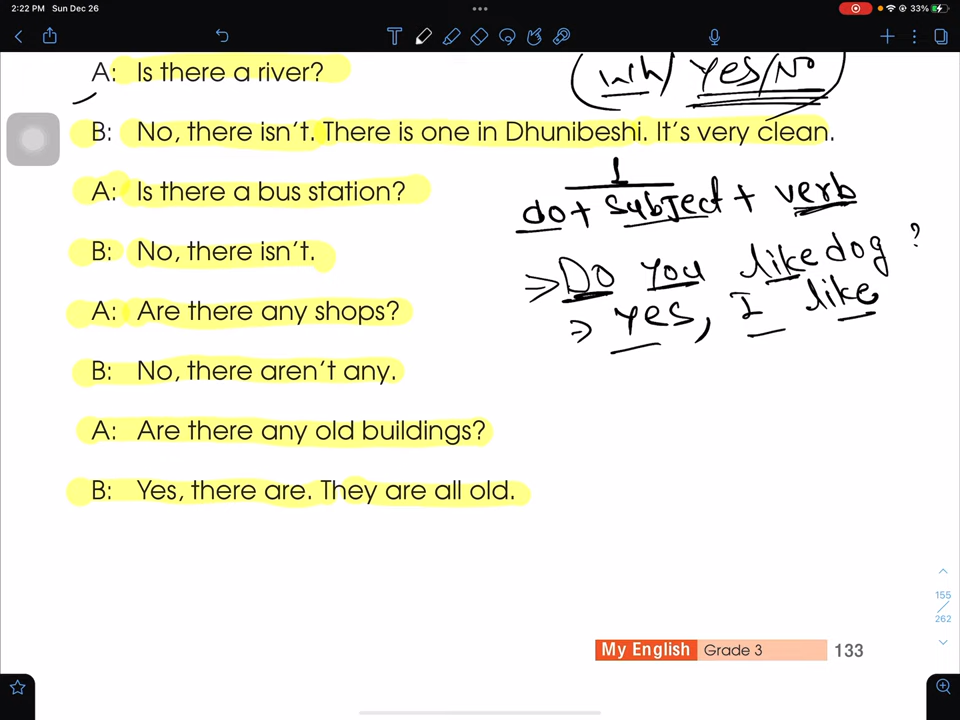 2:22 PM Sun Dec 26
33%
A: Is there a river?
(Wh) Yes/No
B: No, there isn't. There is one in Dhunibeshi. It's very clean.
A: Is there a bus station?
1
do + subject + verb
B: No, there isn't.
⇒ Do you like dog ?
A: Are there any shops?
⇒ yes, I like
B: No, there aren't any.
A: Are there any old buildings?
B: Yes, there are. They are all old.
155
262
My English Grade 3 133